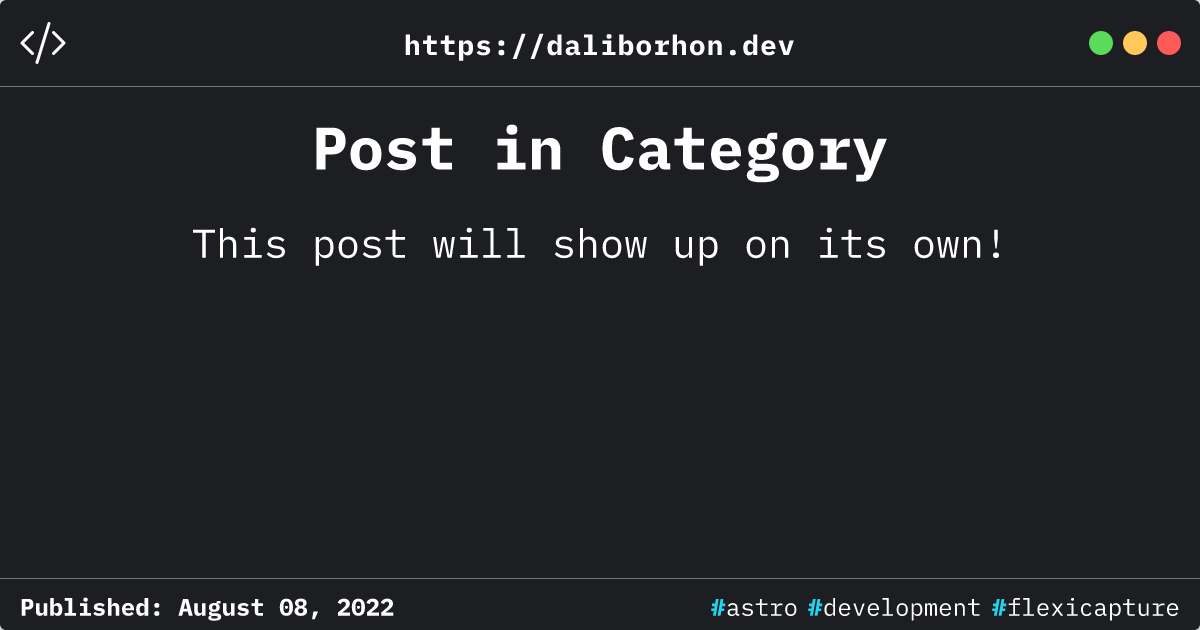 </>
https://daliborhon.dev
Post in Category
This post will show up on its own!
Published: August 08, 2022
#astro #development #flexicapture